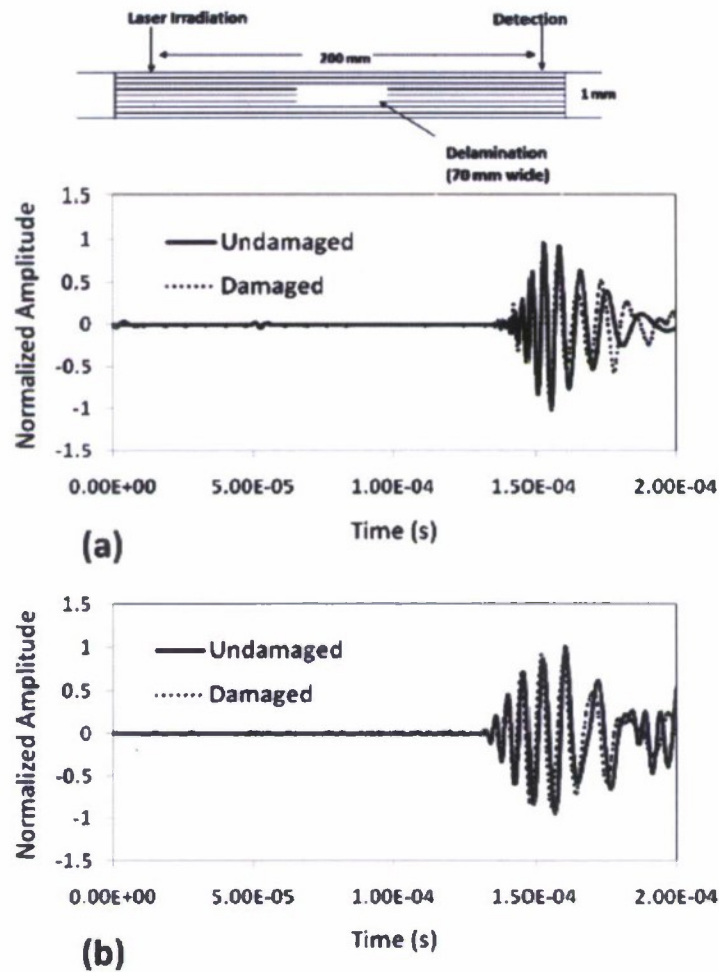 Laser Irradiation
Detection
200 mm
1 mm
Delamination
(70 mm wide)
Normalized Amplitude
1.5
1
0.5
0
-0.5
-1
-1.5
Undamaged
Damaged
0.00E+00 5.00E-05 1.00E-04 1.50E-04 2.00E-04
Time (s)
(a)
Normalized Amplitude
1.5
1
0.5
0
-0.5
-1
-1.5
Undamaged
Damaged
0.00E+00 5.00E-05 1.00E-04 1.50E-04 2.00E-04
Time (s)
(b)